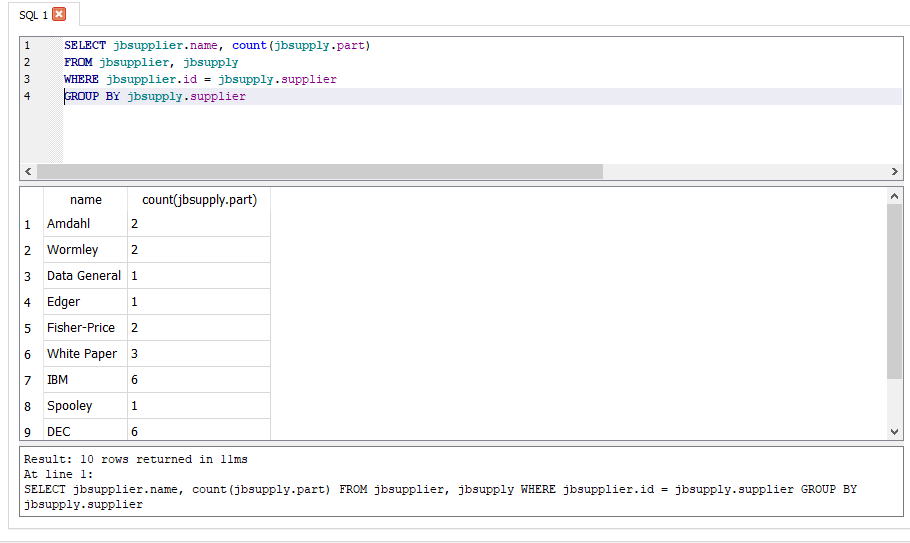 SQL 1
1 SELECT jbsupplier.name, count(jbsupply.part)
2 FROM jbsupplier, jbsupply
3 WHERE jbsupplier.id = jbsupply.supplier
4 GROUP BY jbsupply.supplier
name count(jbsupply.part)
1 Amdahl 2
2 Wormley 2
3 Data General 1
4 Edger 1
5 Fisher-Price 2
6 White Paper 3
7 IBM 6
8 Spooley 1
9 DEC 6
Result: 10 rows returned in 11ms
At line 1:
SELECT jbsupplier.name, count(jbsupply.part) FROM jbsupplier, jbsupply WHERE jbsupplier.id = jbsupply.supplier GROUP BY
jbsupply.supplier